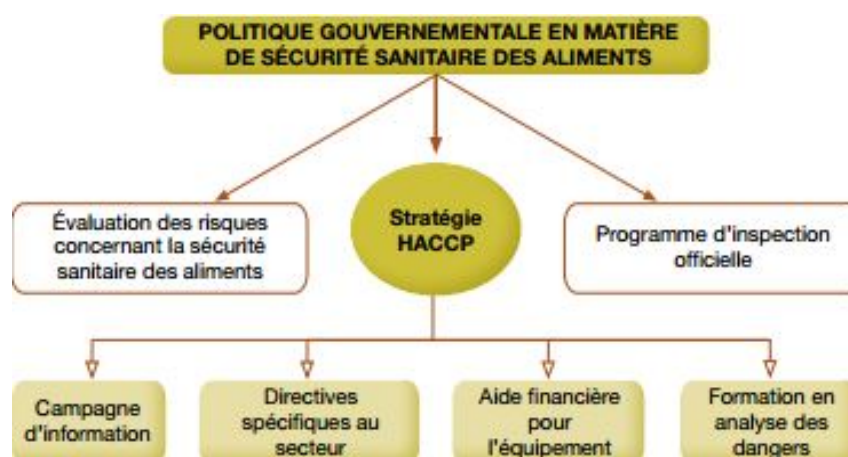 POLITIQUE GOUVERNEMENTALE EN MATIÈRE
DE SÉCURITÉ SANITAIRE DES ALIMENTS
Évaluation des risques
concernant la sécurité
sanitaire des aliments
Stratégie
HACCP
Programme d'inspection
officielle
Campagne
d'information
Directives
spécifiques au
secteur
Aide financière
pour
l'équipement
Formation en
analyse des
dangers